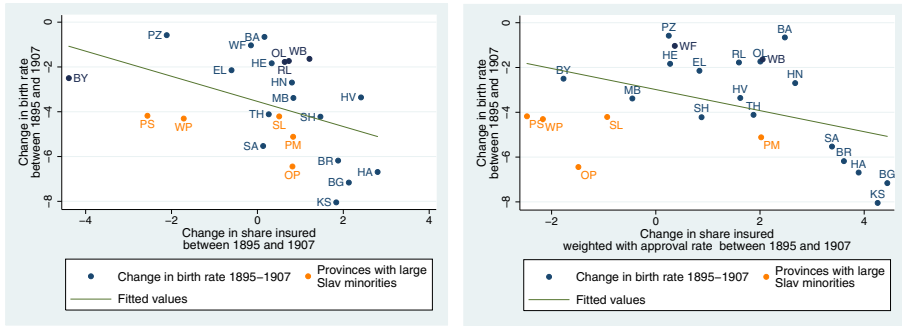 Change in birth rate
between 1895 and 1907
0
−2
−4
−6
−8
PZ
BA
WF
OL
WB
HE
RL
EL
BY
HN
MB
HV
TH
SH
PS
WP
SL
PM
SA
BR
OP
HA
BG
KS
−4
−2
0
2
4
Change in share insured
between 1895 and 1907
Change in birth rate 1895−1907
Provinces with large
Slav minorities
Fitted values
Change in birth rate
between 1895 and 1907
0
−2
−4
−6
−8
PZ
BA
WF
HE
RL
OL
WB
EL
BY
HN
MB
HV
SH
TH
PS
WP
SL
PM
SA
BR
OP
HA
BG
KS
−2
0
2
4
Change in share insured
weighted with approval rate between 1895 and 1907
Change in birth rate 1895−1907
Provinces with large
Slav minorities
Fitted values